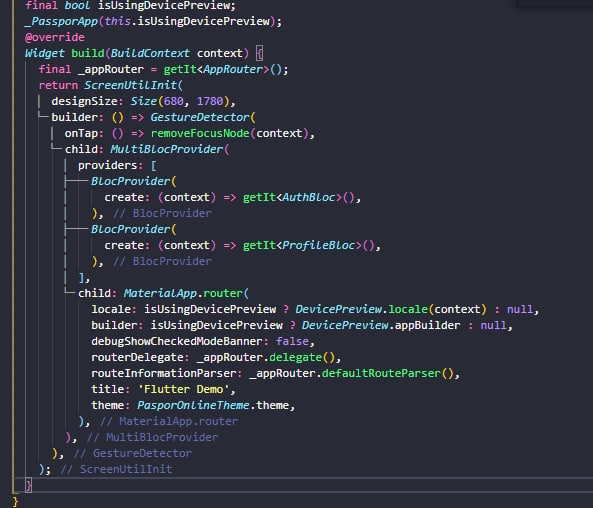 final bool isUsingDevicePreview;
_PassporApp(this.isUsingDevicePreview);
@override
Widget build(BuildContext context) {
final _appRouter = getIt<AppRouter>();
return ScreenUtilInit(
designSize: Size(680, 1780),
builder: () => GestureDetector(
onTap: () => removeFocusNode(context),
child: MultiBlocProvider(
providers: [
BlocProvider(
create: (context) => getIt<AuthBloc>(),
), // BlocProvider
BlocProvider(
create: (context) => getIt<ProfileBloc>(),
), // BlocProvider
],
child: MaterialApp.router(
locale: isUsingDevicePreview ? DevicePreview.locale(context) : null,
builder: isUsingDevicePreview ? DevicePreview.appBuilder : null,
debugShowCheckedModeBanner: false,
routerDelegate: _appRouter.delegate(),
routeInformationParser: _appRouter.defaultRouteParser(),
title: 'Flutter Demo',
theme: PasporOnlineTheme.theme,
), // MaterialApp.router
), // MultiBlocProvider
), // GestureDetector
); // ScreenUtilInit
}
}